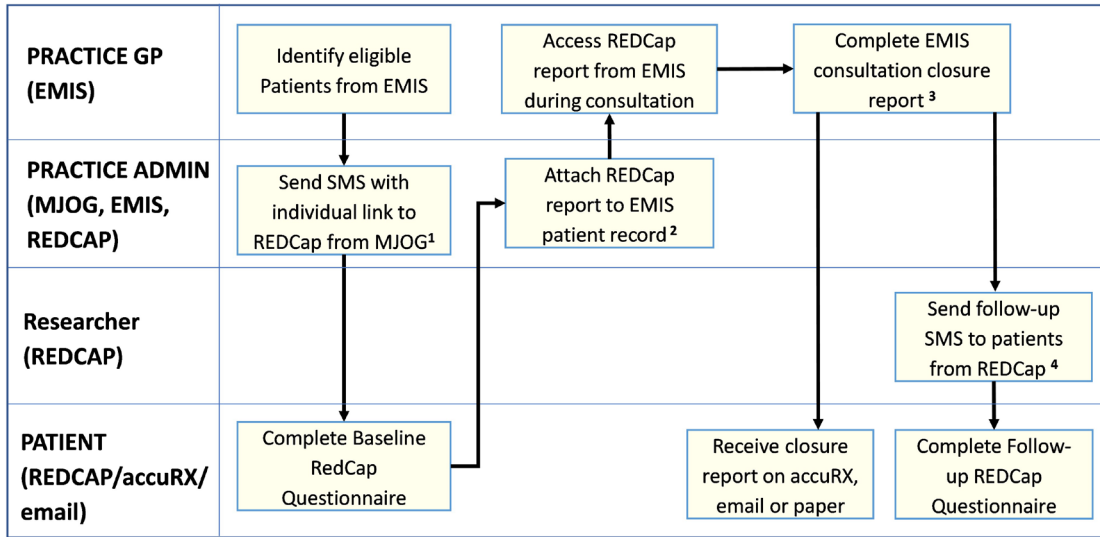 PRACTICE GP
(EMIS)
Identify eligible
Patients from EMIS
Access REDCap
report from EMIS
during consultation
Complete EMIS
consultation closure
report ³
PRACTICE ADMIN
(MJOG, EMIS,
REDCAP)
Send SMS with
individual link to
REDCap from MJOG¹
Attach REDCap
report to EMIS
patient record ²
Researcher
(REDCAP)
Send follow-up
SMS to patients
from REDCap ⁴
PATIENT
(REDCAP/accuRX/
email)
Complete Baseline
RedCap
Questionnaire
Receive closure
report on accuRX,
email or paper
Complete Follow-
up REDCap
Questionnaire